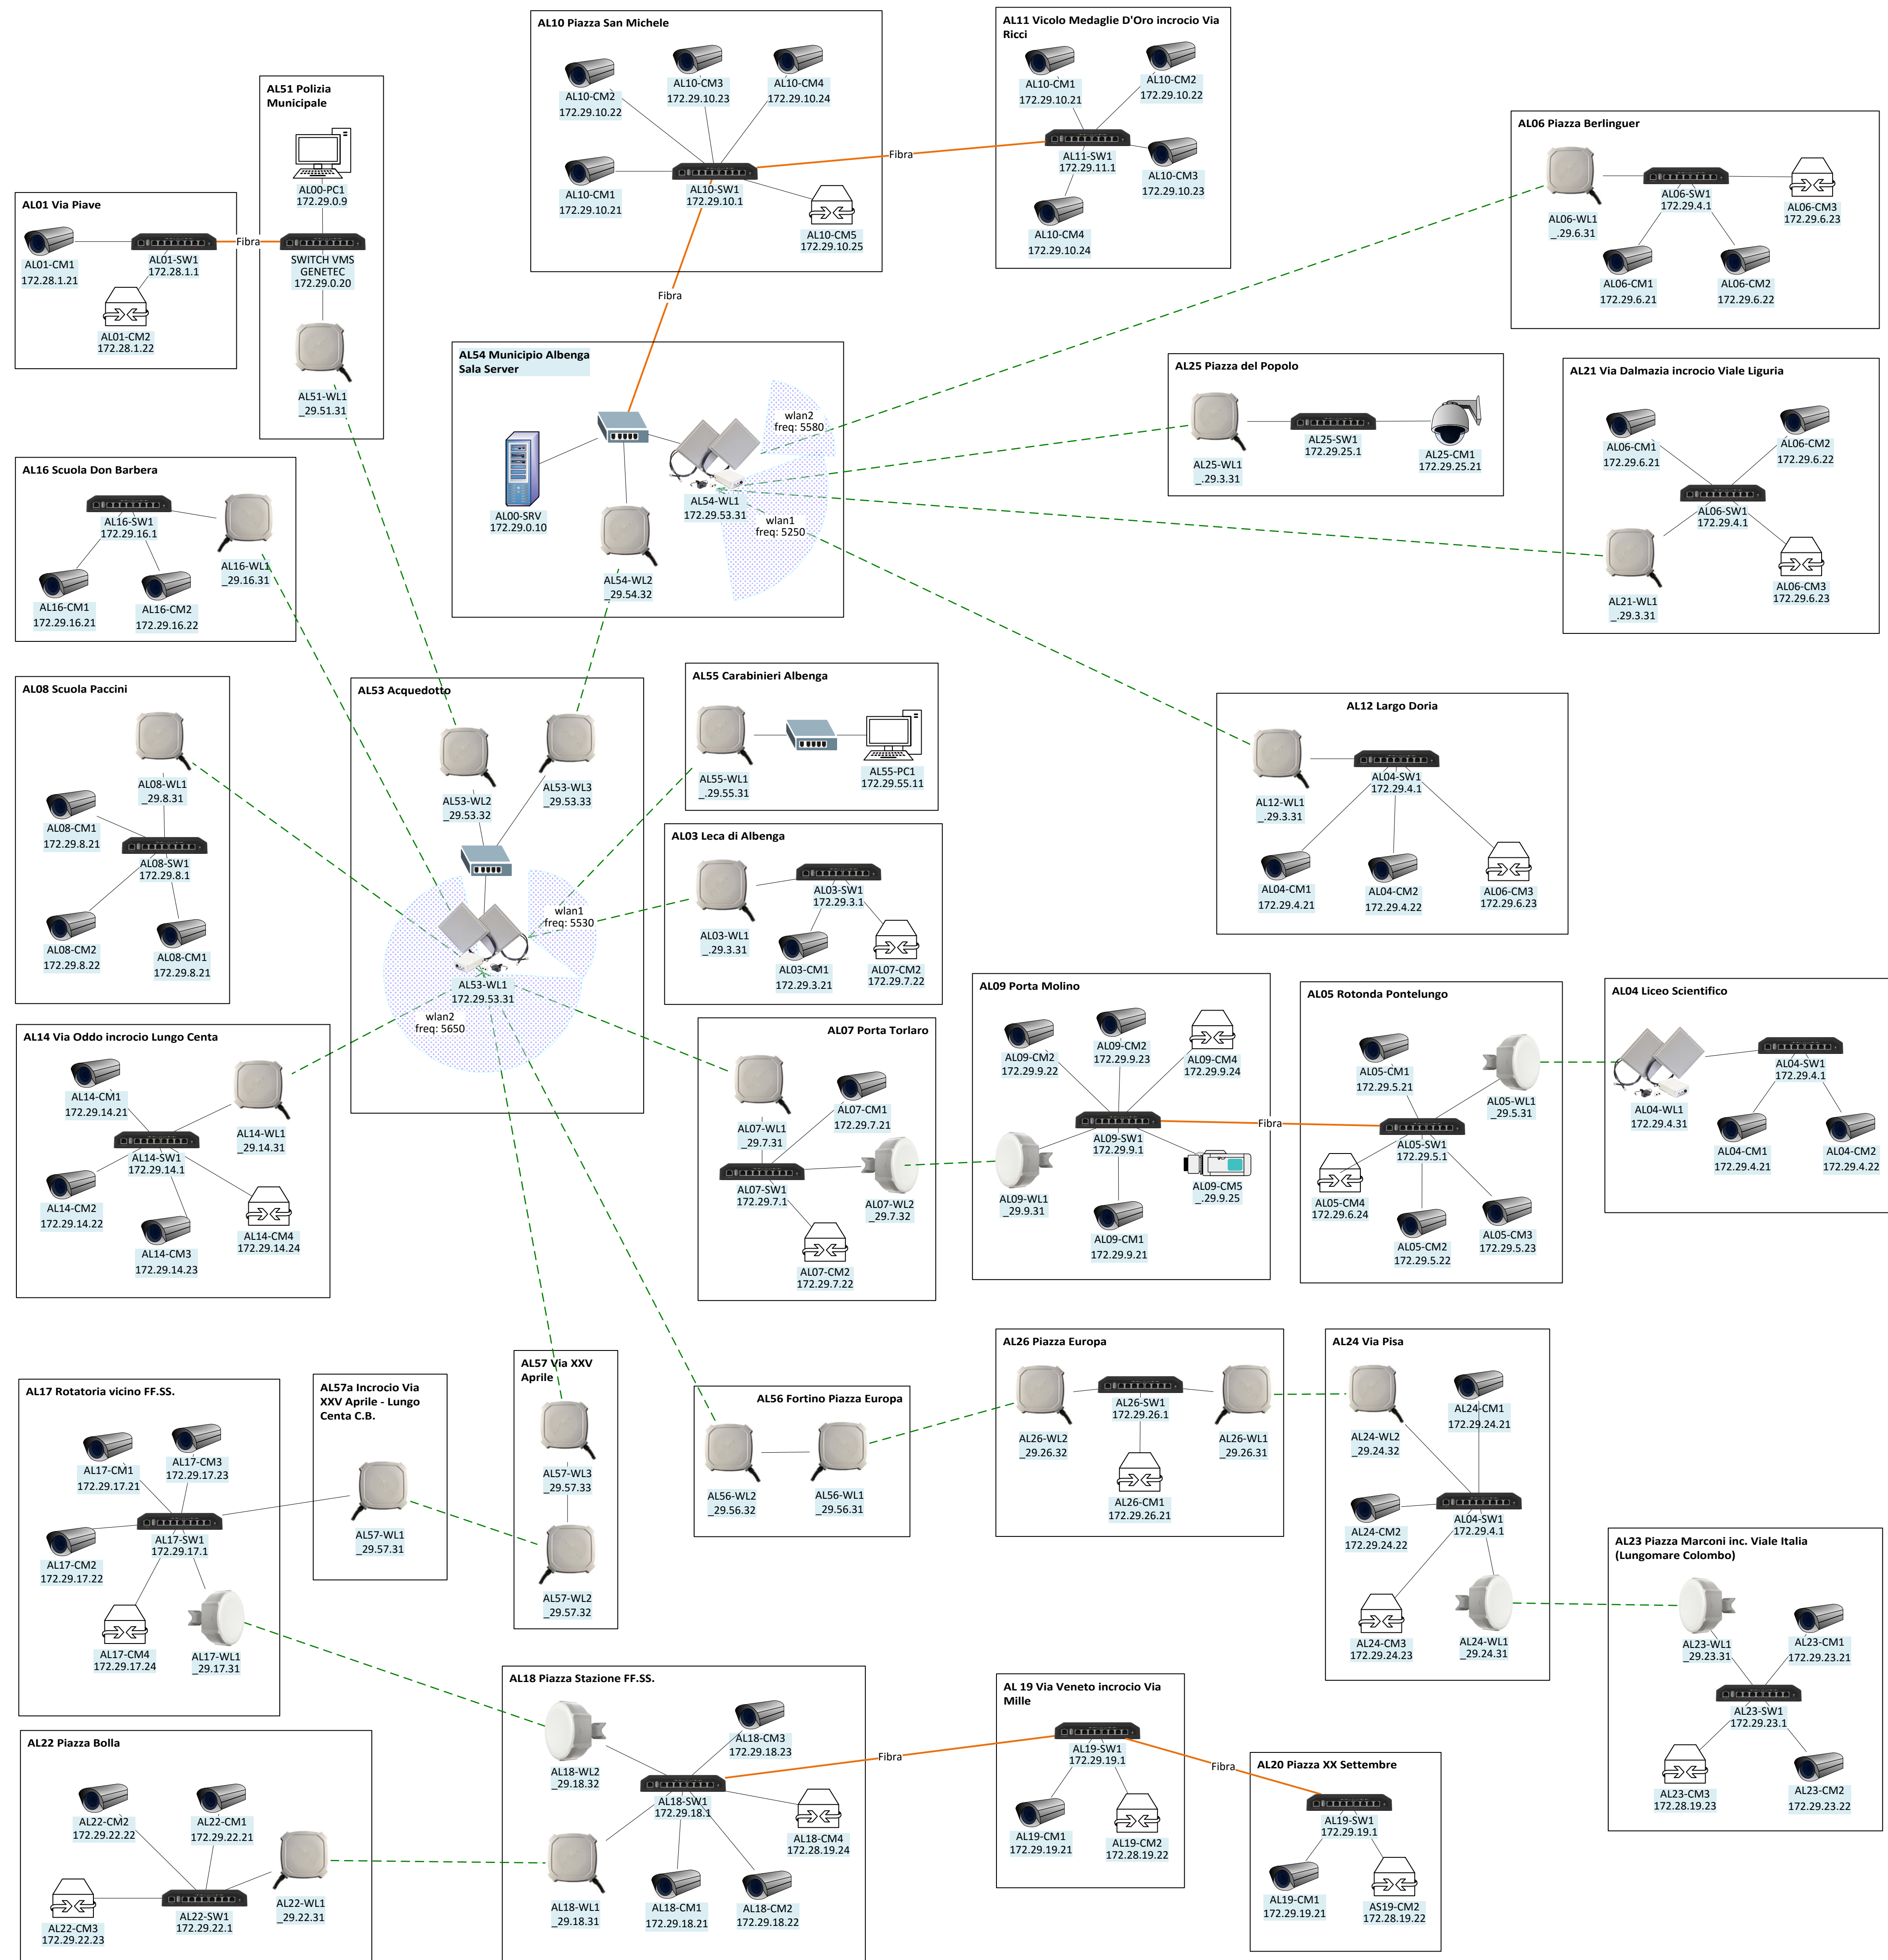 AL10 Piazza San Michele
AL10-CM2
172.29.10.22
AL10-CM3
172.29.10.23
AL10-CM4
172.29.10.24
AL10-CM1
172.29.10.21
AL10-SW1
172.29.10.1
AL10-CM5
172.29.10.25
Fibra
Fibra
AL11 Vicolo Medaglie D'Oro incrocio Via
Ricci
AL10-CM1
172.29.10.21
AL10-CM2
172.29.10.22
AL11-SW1
172.29.11.1
AL10-CM3
172.29.10.23
AL10-CM4
172.29.10.24
AL51 Polizia
Municipale
AL00-PC1
172.29.0.9
SWITCH VMS
GENETEC
172.29.0.20
AL51-WL1
_29.51.31
AL01 Via Piave
AL01-CM1
172.28.1.21
AL01-SW1
172.28.1.1
AL01-CM2
172.28.1.22
Fibra
AL06 Piazza Berlinguer
AL06-WL1
_.29.6.31
AL06-SW1
172.29.4.1
AL06-CM3
172.29.6.23
AL06-CM1
172.29.6.21
AL06-CM2
172.29.6.22
AL54 Municipio Albenga
Sala Server
wlan2
freq: 5580
AL00-SRV
172.29.0.10
AL54-WL1
172.29.53.31
wlan1
freq: 5250
AL54-WL2
_29.54.32
AL25 Piazza del Popolo
AL25-WL1
_.29.3.31
AL25-SW1
172.29.25.1
AL25-CM1
172.29.25.21
AL21 Via Dalmazia incrocio Viale Liguria
AL06-CM1
172.29.6.21
AL06-CM2
172.29.6.22
AL06-SW1
172.29.4.1
AL21-WL1
_.29.3.31
AL06-CM3
172.29.6.23
AL16 Scuola Don Barbera
AL16-SW1
172.29.16.1
AL16-WL1
_29.16.31
AL16-CM1
172.29.16.21
AL16-CM2
172.29.16.22
AL08 Scuola Paccini
AL08-WL1
_29.8.31
AL08-CM1
172.29.8.21
AL08-SW1
172.29.8.1
AL08-CM2
172.29.8.22
AL08-CM1
172.29.8.21
AL53 Acquedotto
AL53-WL2
_29.53.32
AL53-WL3
_29.53.33
wlan1
freq: 5530
AL53-WL1
172.29.53.31
wlan2
freq: 5650
AL55 Carabinieri Albenga
AL55-WL1
_.29.55.31
AL55-PC1
172.29.55.11
AL03 Leca di Albenga
AL03-WL1
_.29.3.31
AL03-SW1
172.29.3.1
AL03-CM1
172.29.3.21
AL07-CM2
172.29.7.22
AL12 Largo Doria
AL12-WL1
_.29.3.31
AL04-SW1
172.29.4.1
AL04-CM1
172.29.4.21
AL04-CM2
172.29.4.22
AL06-CM3
172.29.6.23
AL14 Via Oddo incrocio Lungo Centa
AL14-CM1
172.29.14.21
AL14-WL1
_29.14.31
AL14-SW1
172.29.14.1
AL14-CM2
172.29.14.22
AL14-CM3
172.29.14.23
AL14-CM4
172.29.14.24
AL07 Porta Torlaro
AL07-WL1
_29.7.31
AL07-CM1
172.29.7.21
AL07-SW1
172.29.7.1
AL07-WL2
_29.7.32
AL07-CM2
172.29.7.22
AL09 Porta Molino
AL09-CM2
172.29.9.22
AL09-CM2
172.29.9.23
AL09-CM4
172.29.9.24
AL09-SW1
172.29.9.1
AL09-WL1
_29.9.31
AL09-CM5
_.29.9.25
AL09-CM1
172.29.9.21
Fibra
AL05 Rotonda Pontelungo
AL05-CM1
172.29.5.21
AL05-WL1
_29.5.31
AL05-SW1
172.29.5.1
AL05-CM4
172.29.6.24
AL05-CM2
172.29.5.22
AL05-CM3
172.29.5.23
AL04 Liceo Scientifico
AL04-SW1
172.29.4.1
AL04-WL1
172.29.4.31
AL04-CM1
172.29.4.21
AL04-CM2
172.29.4.22
AL17 Rotatoria vicino FF.SS.
AL17-CM1
172.29.17.21
AL17-CM3
172.29.17.23
AL17-SW1
172.29.17.1
AL17-CM2
172.29.17.22
AL17-CM4
172.29.17.24
AL17-WL1
_29.17.31
AL57a Incrocio Via
XXV Aprile - Lungo
Centa C.B.
AL57-WL1
_29.57.31
AL57 Via XXV
Aprile
AL57-WL3
_29.57.33
AL57-WL2
_29.57.32
AL56 Fortino Piazza Europa
AL56-WL2
_29.56.32
AL56-WL1
_29.56.31
AL26 Piazza Europa
AL26-WL2
_29.26.32
AL26-SW1
172.29.26.1
AL26-WL1
_29.26.31
AL26-CM1
172.29.26.21
AL24 Via Pisa
AL24-WL2
_29.24.32
AL24-CM1
172.29.24.21
AL24-CM2
172.29.24.22
AL04-SW1
172.29.4.1
AL24-CM3
172.29.24.23
AL24-WL1
_29.24.31
AL23 Piazza Marconi inc. Viale Italia
(Lungomare Colombo)
AL23-WL1
_29.23.31
AL23-CM1
172.29.23.21
AL23-SW1
172.29.23.1
AL23-CM3
172.28.19.23
AL23-CM2
172.29.23.22
AL22 Piazza Bolla
AL22-CM2
172.29.22.22
AL22-CM1
172.29.22.21
AL22-WL1
_29.22.31
AL22-CM3
172.29.22.23
AL22-SW1
172.29.22.1
AL18 Piazza Stazione FF.SS.
AL18-WL2
_29.18.32
AL18-CM3
172.29.18.23
AL18-SW1
172.29.18.1
AL18-CM4
172.28.19.24
AL18-WL1
_29.18.31
AL18-CM1
172.29.18.21
AL18-CM2
172.29.18.22
Fibra
AL 19 Via Veneto incrocio Via
Mille
AL19-SW1
172.29.19.1
AL19-CM1
172.29.19.21
AL19-CM2
172.28.19.22
Fibra
AL20 Piazza XX Settembre
AL19-SW1
172.29.19.1
AL19-CM1
172.29.19.21
AS19-CM2
172.28.19.22